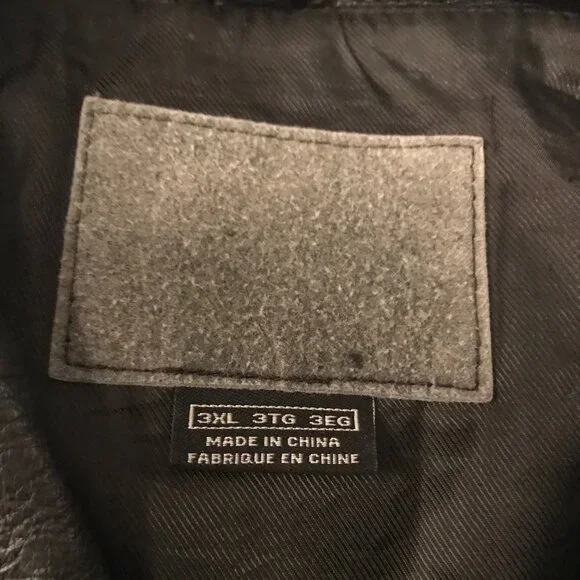 3XL 3TG 3EG
MADE IN CHINA
FABRIQUE EN CHINE